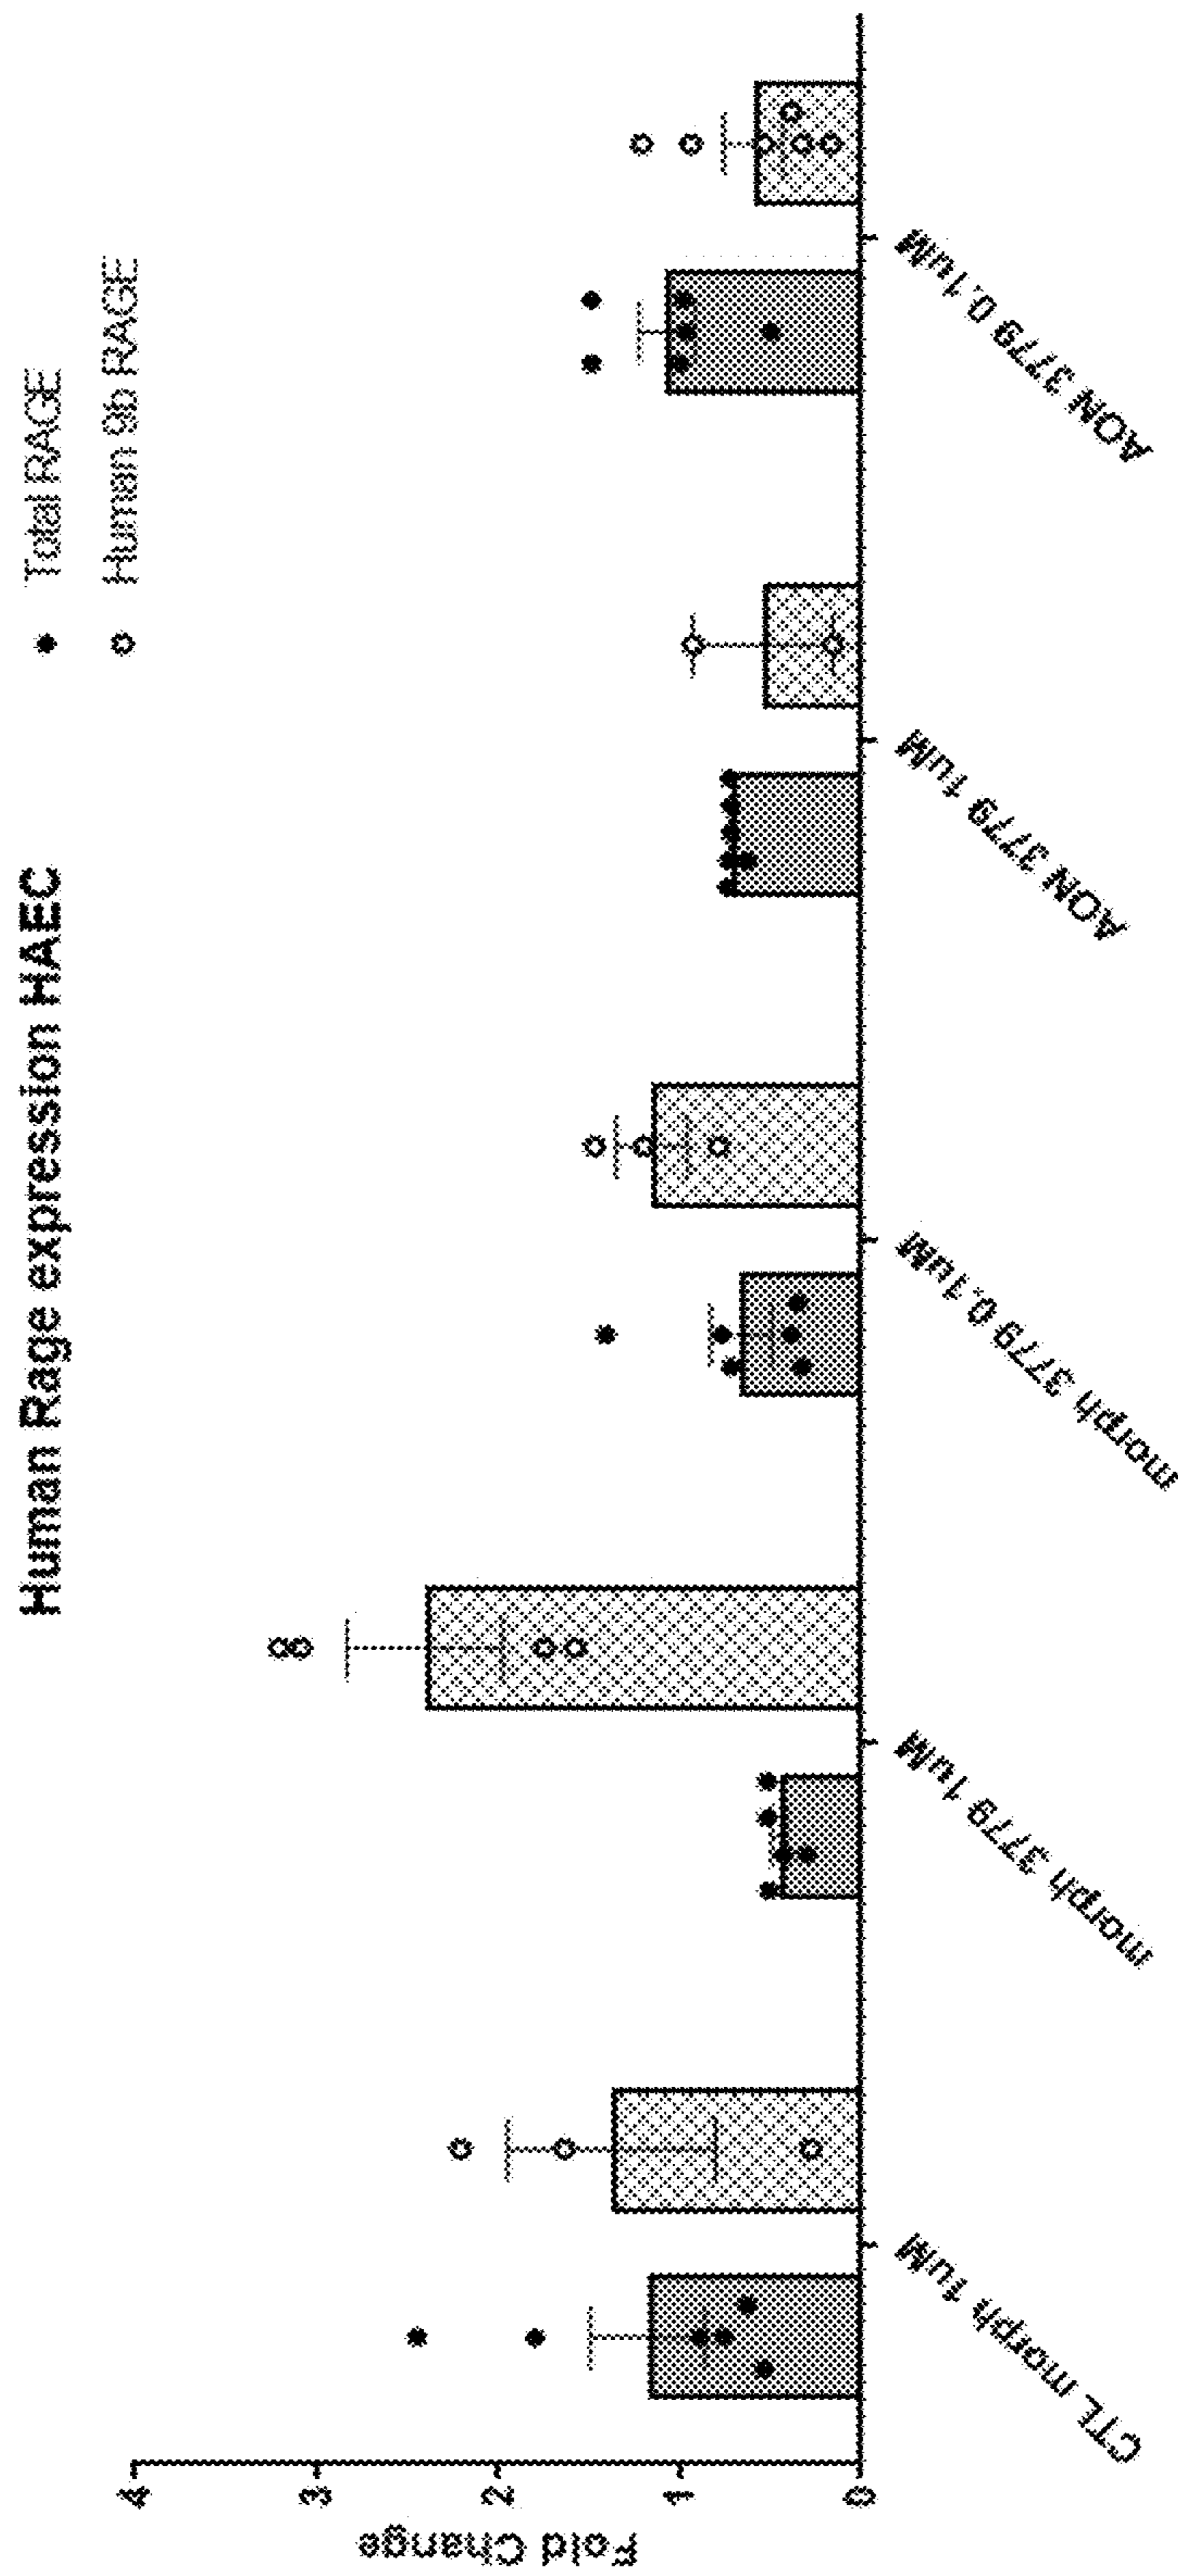 Human Rage expression HAEC
Total RAGE
Human 9b RAGE
Fold Change
4
3
2
1
0
CTL morph 1uM
morph 3779 1uM
morph 3779 0.1uM
AON 3779 1uM
AON 3779 0.1uM